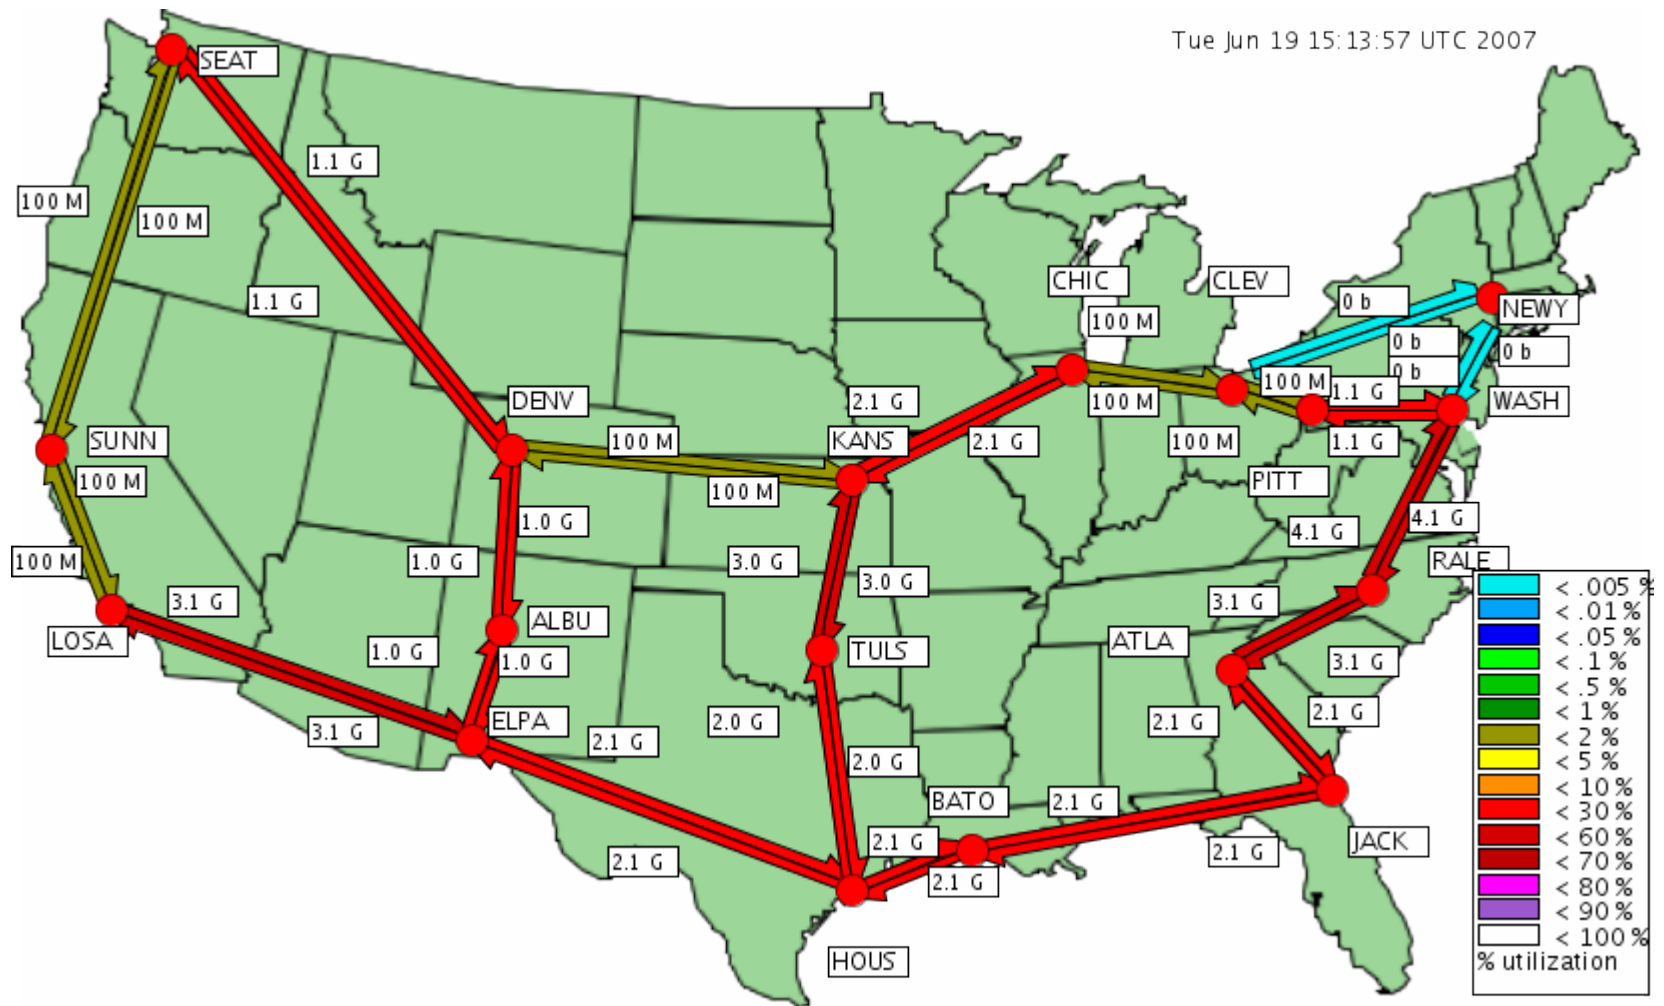 Tue Jun 19 15:13:57 UTC 2007
SEAT
1.1 G
100 M
100 M
CHIC
CLEV
1.1 G
0 b
NEWY
100 M
0 b
0 b
0 b
100 M
1.1 G
DENV
2.1 G
100 M
WASH
SUNN
100 M
KANS
2.1 G
100 M
1.1 G
100 M
100 M
PITT
1.0 G
4.1 G
4.1 G
100 M
1.0 G
3.0 G
3.0 G
RALE
3.1 G
3.1 G
LOSA
ALBU
1.0 G
1.0 G
TULS
ATLA
3.1 G
3.1 G
ELPA
2.1 G
2.0 G
2.1 G
2.1 G
2.0 G
BATO
2.1 G
2.1 G
2.1 G
JACK
2.1 G
2.1 G
2.1 G
HOUS
< .005 %
< .01 %
< .05 %
< .1 %
< .5 %
< 1 %
< 2 %
< 5 %
< 10 %
< 30 %
< 60 %
< 70 %
< 80 %
< 90 %
< 100 %
% utilization